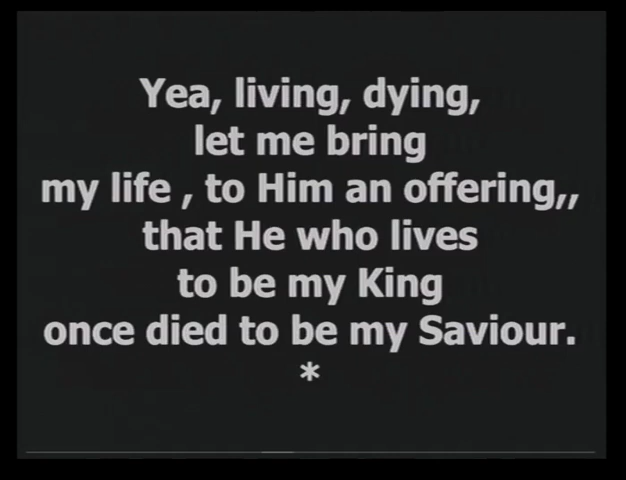 Yea, living, dying,
let me bring
my life , to Him an offering,,
that He who lives
to be my King
once died to be my Saviour.
*